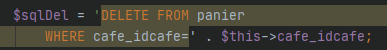 $sqlDel = 'DELETE FROM panier
WHERE cafe_idcafe=' . $this->cafe_idcafe;